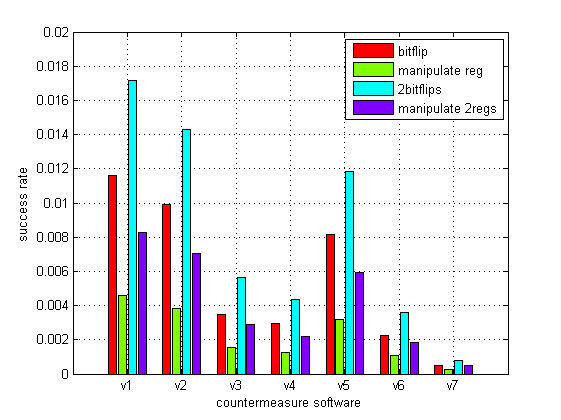 0.02
0.018
0.016
0.014
0.012
0.01
0.008
0.006
0.004
0.002
0
success rate
bitflip
manipulate reg
2bitflips
manipulate 2regs
v1 v2 v3 v4 v5 v6 v7
countermeasure software